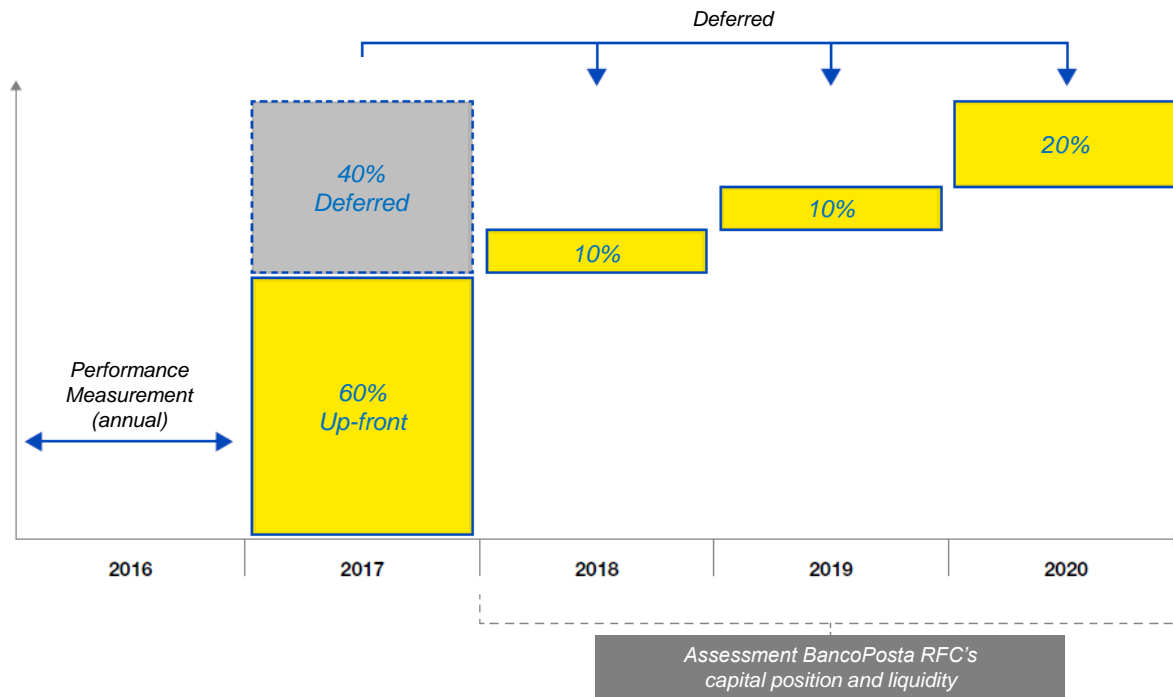 Deferred
40%
Deferred
20%
10%
10%
Performance
Measurement
(annual)
60%
Up-front
2016
2017
2018
2019
2020
Assessment BancoPosta RFC's
capital position and liquidity